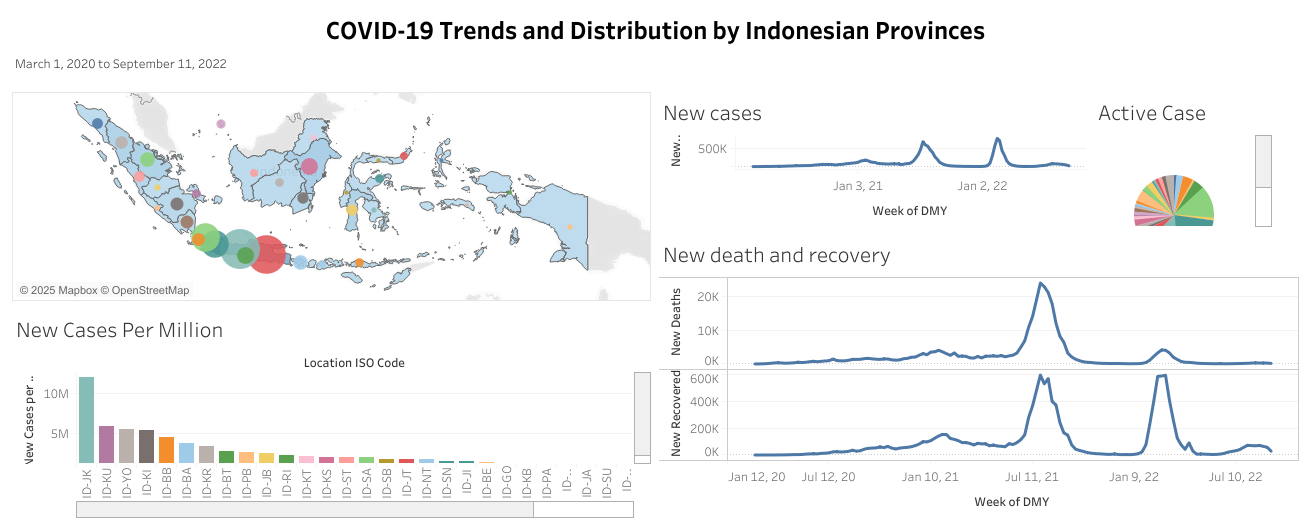 COVID-19 Trends and Distribution by Indonesian Provinces
March 1, 2020 to September 11, 2022
© 2025 Mapbox © OpenStreetMap
New Cases Per Million
Location ISO Code
New Cases per ..
10M
5M
ID-JK
ID-KU
ID-YO
ID-KI
ID-BB
ID-BA
ID-KR
ID-BT
ID-PB
ID-JB
ID-RI
ID-KT
ID-KS
ID-ST
ID-SA
ID-SB
ID-JT
ID-NT
ID-SN
ID-JI
ID-BE
ID-GO
ID-KB
ID-PA
ID-..
ID-JA
ID-SU
ID-..
New cases
New..
500K
Jan 3, 21
Jan 2, 22
Week of DMY
Active Case
New death and recovery
New Deaths
20K
10K
0K
New Recovered
600K
400K
200K
0K
Jan 12, 20
Jul 12, 20
Jan 10, 21
Jul 11, 21
Jan 9, 22
Jul 10, 22
Week of DMY